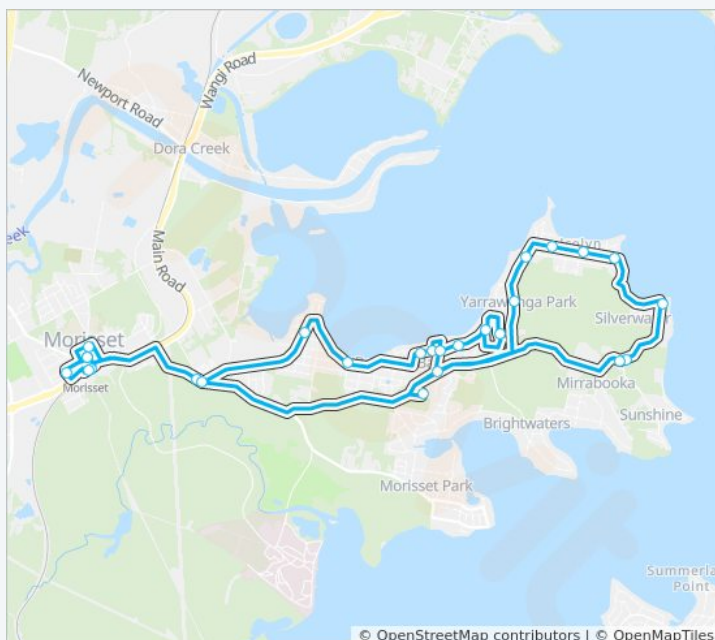 Wangi Road
Newport Road
Dora Creek
Main Road
Yarrawonga Park
Silverwater
Morisset
Morisset
Mirrabooka
Sunshine
Brightwaters
Morisset Park
Summerla
Point
© OpenStreetMap contributors | © OpenMapTiles